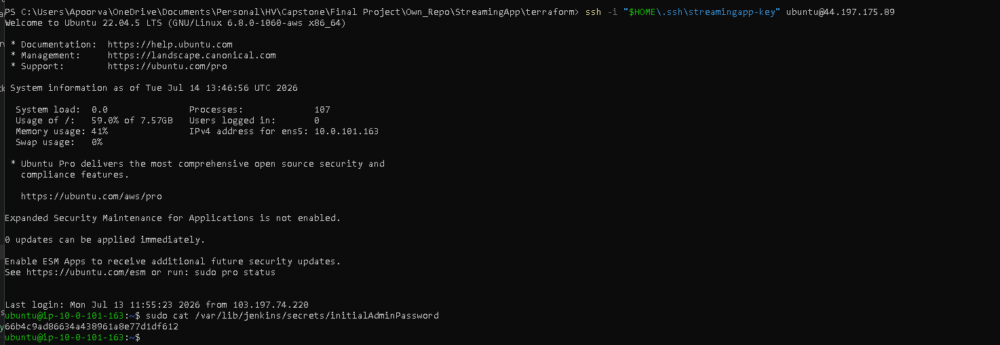 PS C:\Users\Apoorva\OneDrive\Documents\Personal\HV\Capstone\Final Project\Own_Repo\StreamingApp\terraform> ssh -i "$HOME\.ssh\streamingapp-key" ubuntu@44.197.175.89
Welcome to Ubuntu 22.04.5 LTS (GNU/Linux 6.8.0-1060-aws x86_64)
* Documentation:  https://help.ubuntu.com
* Management:     https://landscape.canonical.com
* Support:        https://ubuntu.com/pro
System information as of Tue Jul 14 13:46:56 UTC 2026
System load:  0.0               Processes:             107
Usage of /:   59.0% of 7.57GB   Users logged in:       0
Memory usage: 41%               IPv4 address for ens5: 10.0.101.163
Swap usage:   0%
* Ubuntu Pro delivers the most comprehensive open source security and
compliance features.
https://ubuntu.com/aws/pro
Expanded Security Maintenance for Applications is not enabled.
0 updates can be applied immediately.
Enable ESM Apps to receive additional future security updates.
See https://ubuntu.com/esm or run: sudo pro status
Last login: Mon Jul 13 11:55:23 2026 from 103.197.74.220
ubuntu@ip-10-0-101-163:~$ sudo cat /var/lib/jenkins/secrets/initialAdminPassword
66b4c9ad86634a438961a8e77d1df612
ubuntu@ip-10-0-101-163:~$